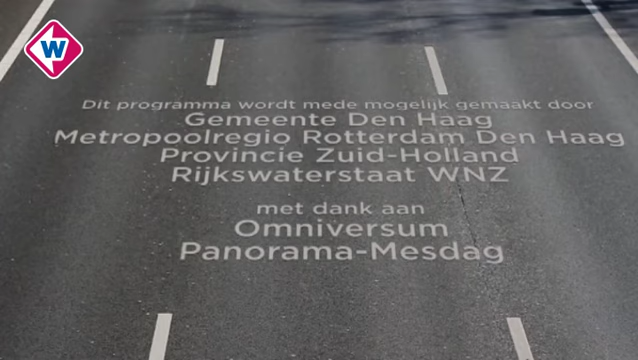 W
Dit programma wordt mede mogelijk gemaakt door
Gemeente Den Haag
Metropoolregio Rotterdam Den Haag
Provincie Zuid-Holland
Rijkswaterstaat WNZ
met dank aan
Omniversum
Panorama-Mesdag